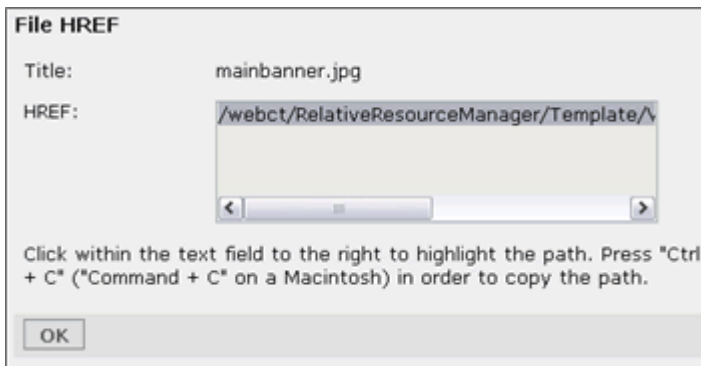 File HREF
Title: mainbanner.jpg
HREF: /webct/RelativeResourceManager/Template/
Click within the text field to the right to highlight the path. Press "Ctrl
+ C" ("Command + C" on a Macintosh) in order to copy the path.
OK